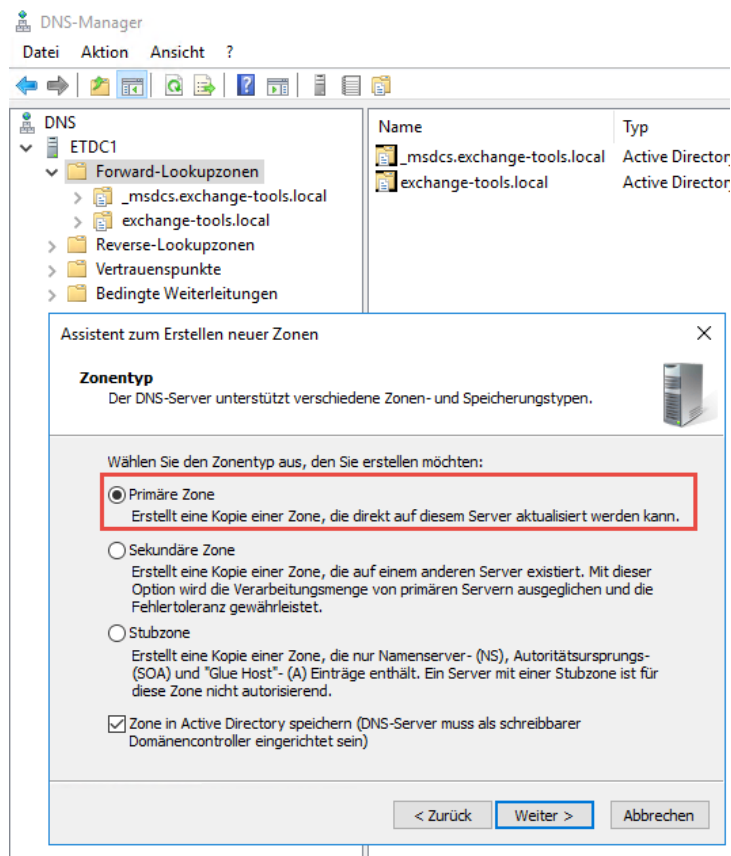 DNS-Manager
Datei Aktion Ansicht ?
DNS
ETDC1
Forward-Lookupzonen
_msdcs.exchange-tools.local
exchange-tools.local
Reverse-Lookupzonen
Vertrauenspunkte
Bedingte Weiterleitungen
Name Typ
_msdcs.exchange-tools.local Active Director
exchange-tools.local Active Director
Assistent zum Erstellen neuer Zonen
Zonentyp
Der DNS-Server unterstützt verschiedene Zonen- und Speicherungstypen.
Wählen Sie den Zonentyp aus, den Sie erstellen möchten:
Primäre Zone
Erstellt eine Kopie einer Zone, die direkt auf diesem Server aktualisiert werden kann.
Sekundäre Zone
Erstellt eine Kopie einer Zone, die auf einem anderen Server existiert. Mit dieser
Option wird die Verarbeitungsmenge von primären Servern ausgeglichen und die
Fehlertoleranz gewährleistet.
Stubzone
Erstellt eine Kopie einer Zone, die nur Namenserver- (NS), Autoritätsursprungs-
(SOA) und "Glue Host"- (A) Einträge enthält. Ein Server mit einer Stubzone ist für
diese Zone nicht autorisierend.
Zone in Active Directory speichern (DNS-Server muss als schreibbarer
Domänencontroller eingerichtet sein)
< Zurück Weiter > Abbrechen